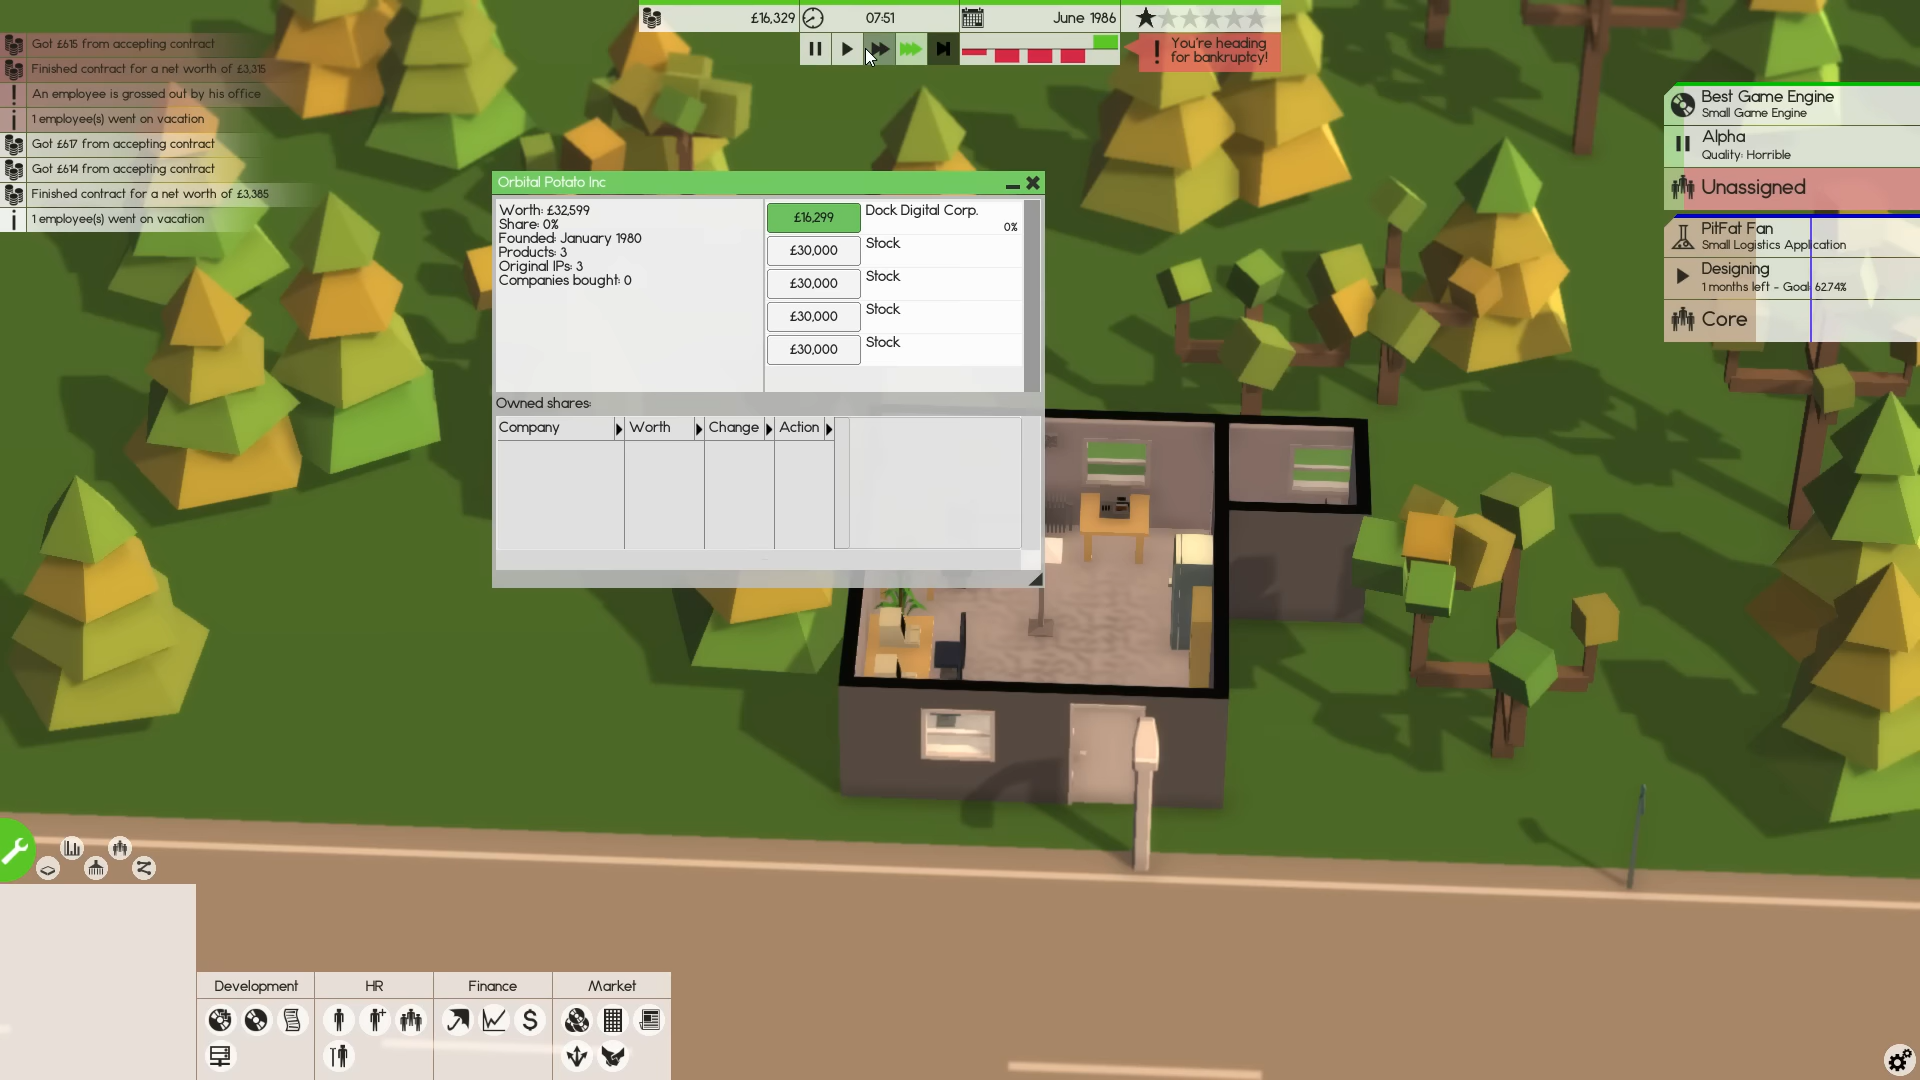 £16,329
07:51
June 1986
You're heading
for bankruptcy!
Got £615 from accepting contract
Finished contract for a net worth of £3,315
An employee is grossed out by his office
1 employee(s) went on vacation
Got £617 from accepting contract
Got £614 from accepting contract
Finished contract for a net worth of £3,385
1 employee(s) went on vacation
Best Game Engine
Small Game Engine
Alpha
Quality: Horrible
Unassigned
PitFat Fan
Small Logistics Application
Designing
1 months left - Goal 62.74%
Core
Orbital Potato Inc
Worth: £32,599
Share: 0%
Founded: January 1980
Products: 3
Original IPs: 3
Companies bought: 0
£16,299 Dock Digital Corp.
0%
£30,000 Stock
£30,000 Stock
£30,000 Stock
£30,000 Stock
Owned shares:
Company Worth Change Action
Development HR Finance Market